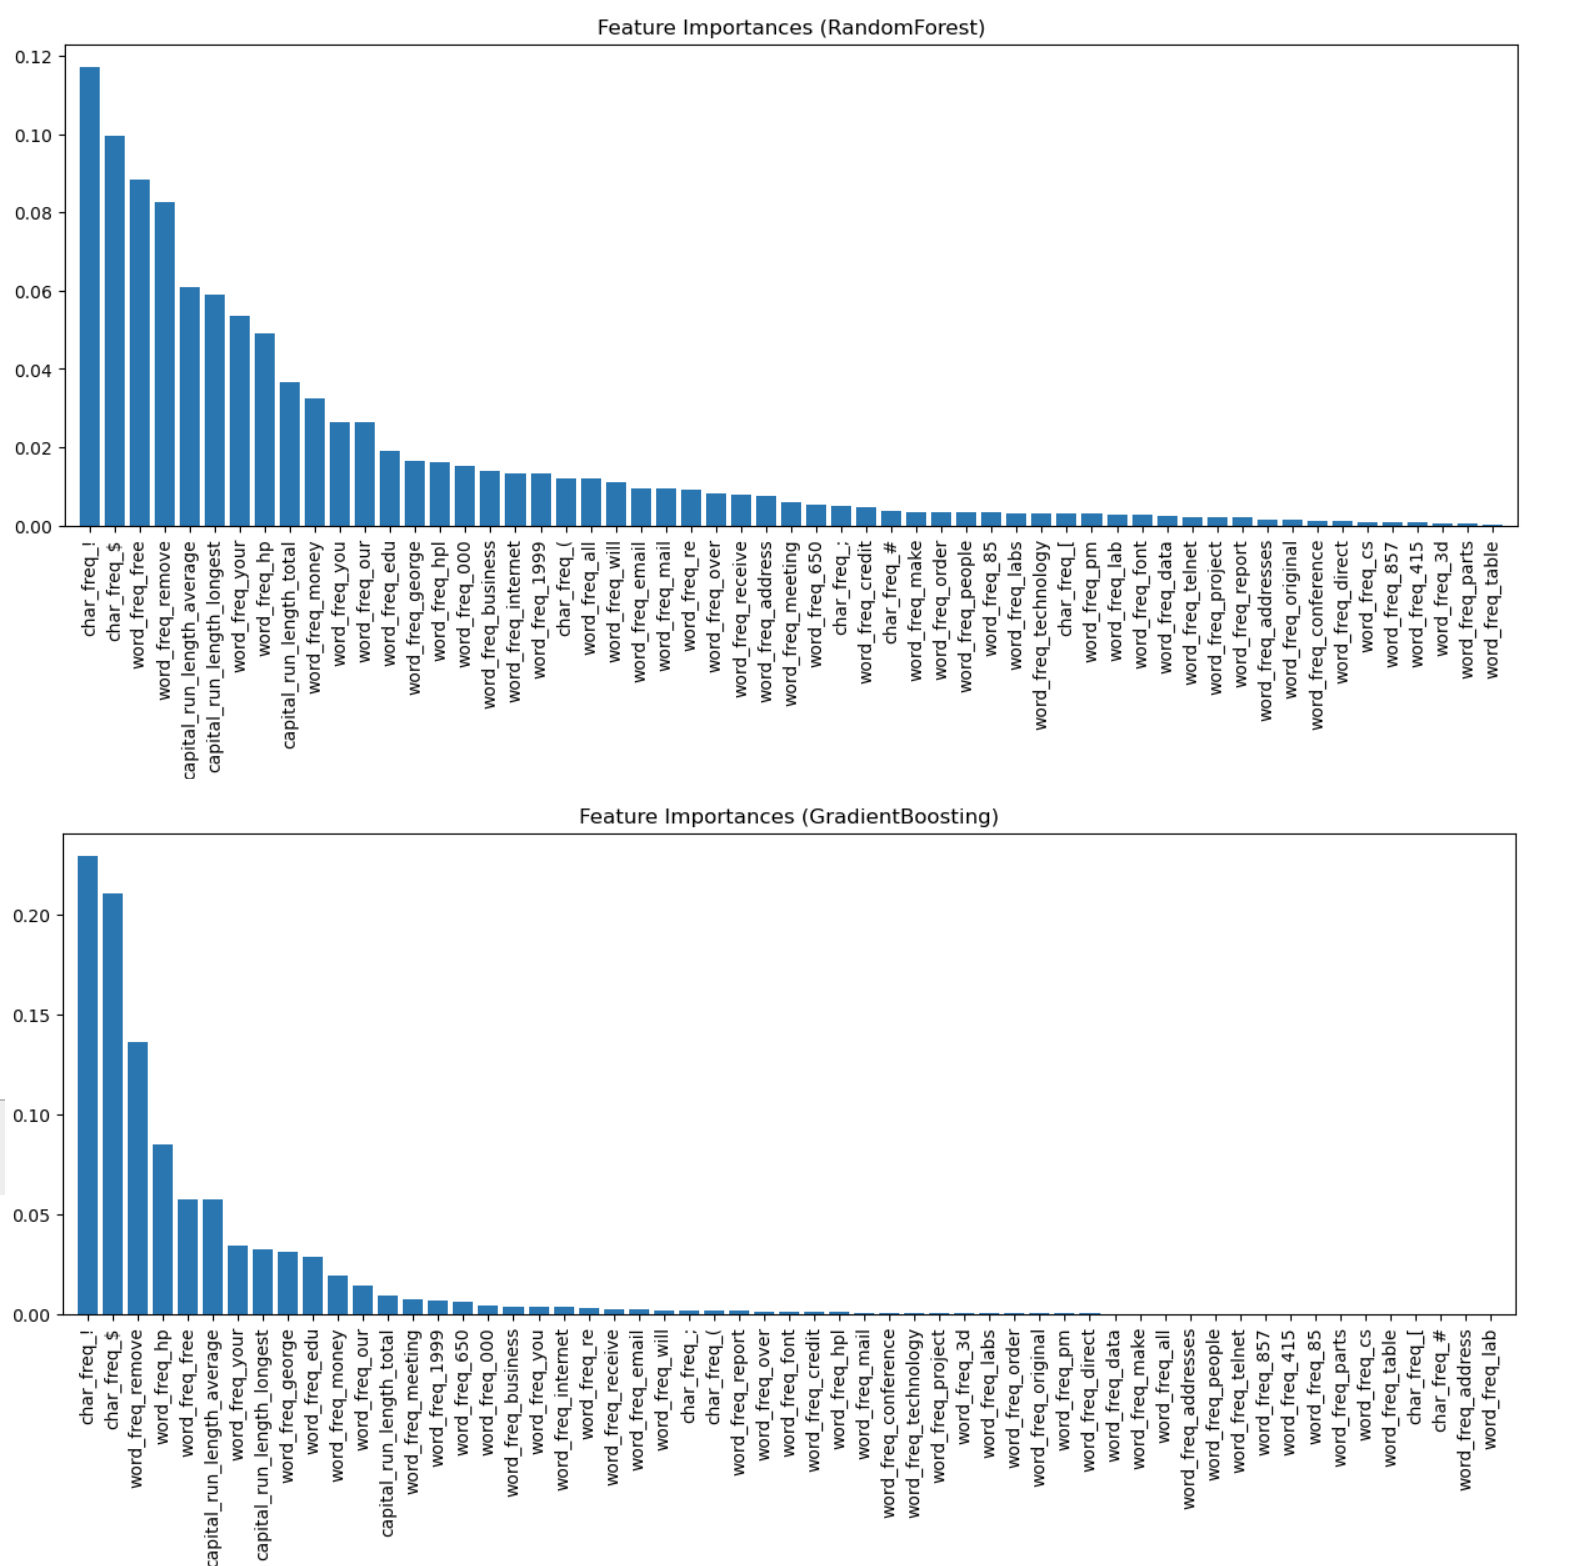 Feature Importances (RandomForest)
0.12
0.10
0.08
0.06
0.04
0.02
0.00
char_freq_!
char_freq_$
word_freq_free
word_freq_remove
capital_run_length_average
capital_run_length_longest
word_freq_your
word_freq_hp
capital_run_length_total
word_freq_money
word_freq_you
word_freq_our
word_freq_edu
word_freq_george
word_freq_hpl
word_freq_000
word_freq_business
word_freq_internet
word_freq_1999
char_freq_(
word_freq_all
word_freq_will
word_freq_email
word_freq_mail
word_freq_re
word_freq_over
word_freq_receive
word_freq_address
word_freq_meeting
word_freq_650
char_freq_;
word_freq_credit
char_freq_#
word_freq_make
word_freq_order
word_freq_people
word_freq_85
word_freq_labs
word_freq_technology
char_freq_[
word_freq_pm
word_freq_lab
word_freq_font
word_freq_data
word_freq_telnet
word_freq_project
word_freq_report
word_freq_addresses
word_freq_original
word_freq_conference
word_freq_direct
word_freq_cs
word_freq_857
word_freq_415
word_freq_3d
word_freq_parts
word_freq_table
Feature Importances (GradientBoosting)
0.20
0.15
0.10
0.05
0.00
char_freq_!
char_freq_$
word_freq_remove
word_freq_hp
word_freq_free
capital_run_length_average
word_freq_your
capital_run_length_longest
word_freq_george
word_freq_edu
word_freq_money
word_freq_our
capital_run_length_total
word_freq_meeting
word_freq_1999
word_freq_650
word_freq_000
word_freq_business
word_freq_you
word_freq_internet
word_freq_re
word_freq_receive
word_freq_email
word_freq_will
char_freq_;
char_freq_(
word_freq_report
word_freq_over
word_freq_font
word_freq_credit
word_freq_hpl
word_freq_mail
word_freq_conference
word_freq_technology
word_freq_project
word_freq_3d
word_freq_labs
word_freq_order
word_freq_original
word_freq_pm
word_freq_direct
word_freq_data
word_freq_make
word_freq_all
word_freq_addresses
word_freq_people
word_freq_telnet
word_freq_857
word_freq_415
word_freq_85
word_freq_parts
word_freq_cs
word_freq_table
char_freq_[
char_freq_#
word_freq_address
word_freq_lab